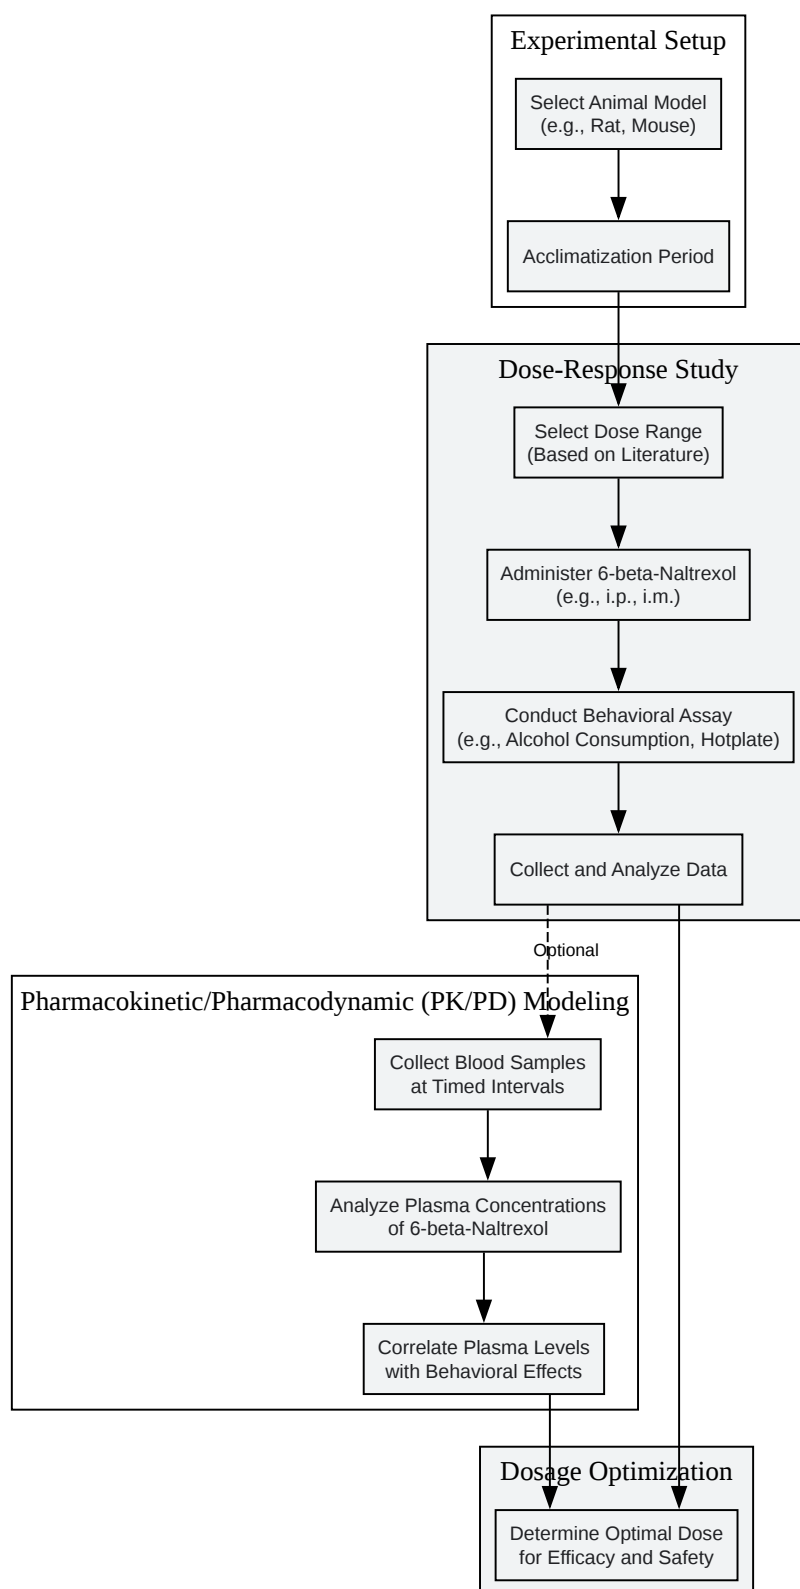 Experimental Setup
Select Animal Model
(e.g., Rat, Mouse)
Acclimatization Period
Dose-Response Study
Select Dose Range
(Based on Literature)
Administer 6-beta-Naltrexol
(e.g., i.p., i.m.)
Conduct Behavioral Assay
(e.g., Alcohol Consumption, Hotplate)
Collect and Analyze Data
Optional
Pharmacokinetic/Pharmacodynamic (PK/PD) Modeling
Collect Blood Samples
at Timed Intervals
Analyze Plasma Concentrations
of 6-beta-Naltrexol
Correlate Plasma Levels
with Behavioral Effects
Dosage Optimization
Determine Optimal Dose
for Efficacy and Safety